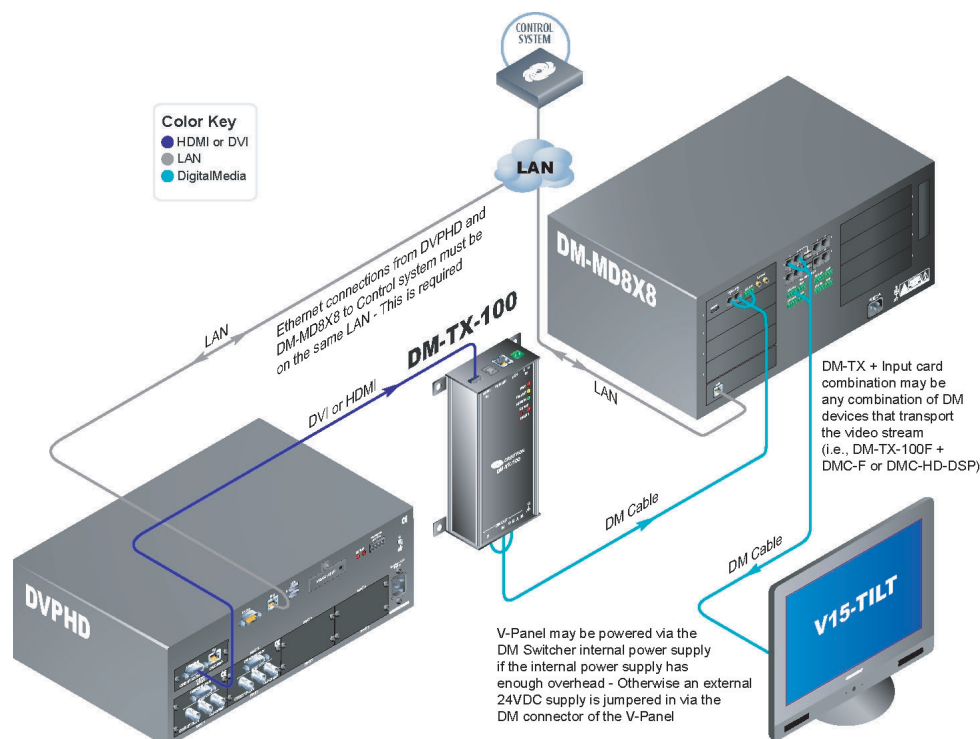 CONTROL
SYSTEM
Color Key
HDMI or DVI
LAN
DigitalMedia
LAN
DM-MD8X8
LAN
Ethernet connections from DVPHD and
DM-MD8X8 to Control system must be
on the same LAN - This is required
DM-TX-100
DVI or HDMI
LAN
DM-TX + Input card
combination may be
any combination of DM
devices that transport
the video stream
(i.e., DM-TX-100F +
DMC-F or DMC-HD-DSP)
CRESTRON
DM-TX-100
DM Cable
DM Cable
DVPHD
V15-TILT
V-Panel may be powered via the
DM Switcher internal power supply
if the internal power supply has
enough overhead - Otherwise an external
24VDC supply is jumpered in via the
DM connector of the V-Panel